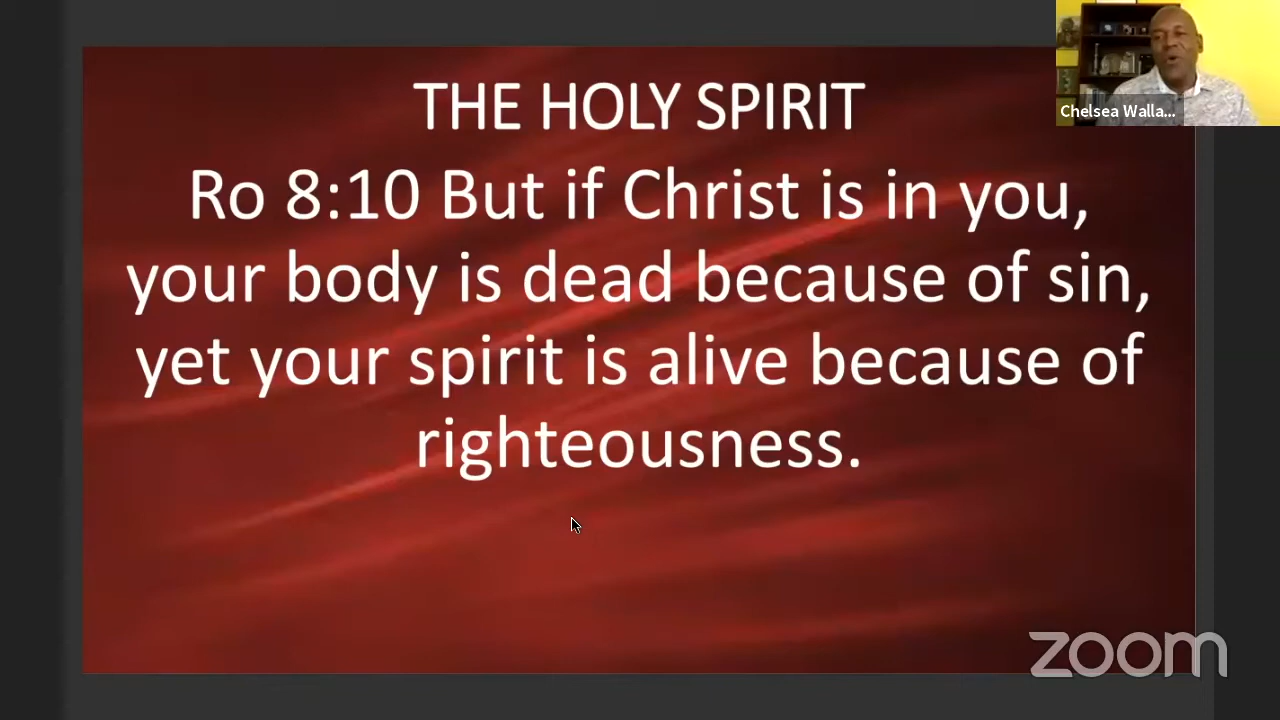 THE HOLY SPIRIT
Ro 8:10 But if Christ is in you,
your body is dead because of sin,
yet your spirit is alive because of
righteousness.
Chelsea Walla...
zoom